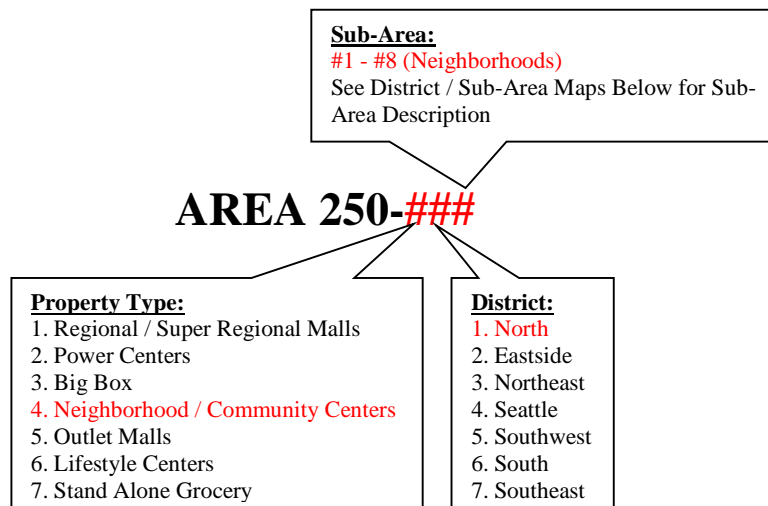 Sub-Area:
#1 - #8 (Neighborhoods)
See District / Sub-Area Maps Below for Sub-
Area Description
AREA 250-###
Property Type:
1. Regional / Super Regional Malls
2. Power Centers
3. Big Box
4. Neighborhood / Community Centers
5. Outlet Malls
6. Lifestyle Centers
7. Stand Alone Grocery
District:
1. North
2. Eastside
3. Northeast
4. Seattle
5. Southwest
6. South
7. Southeast